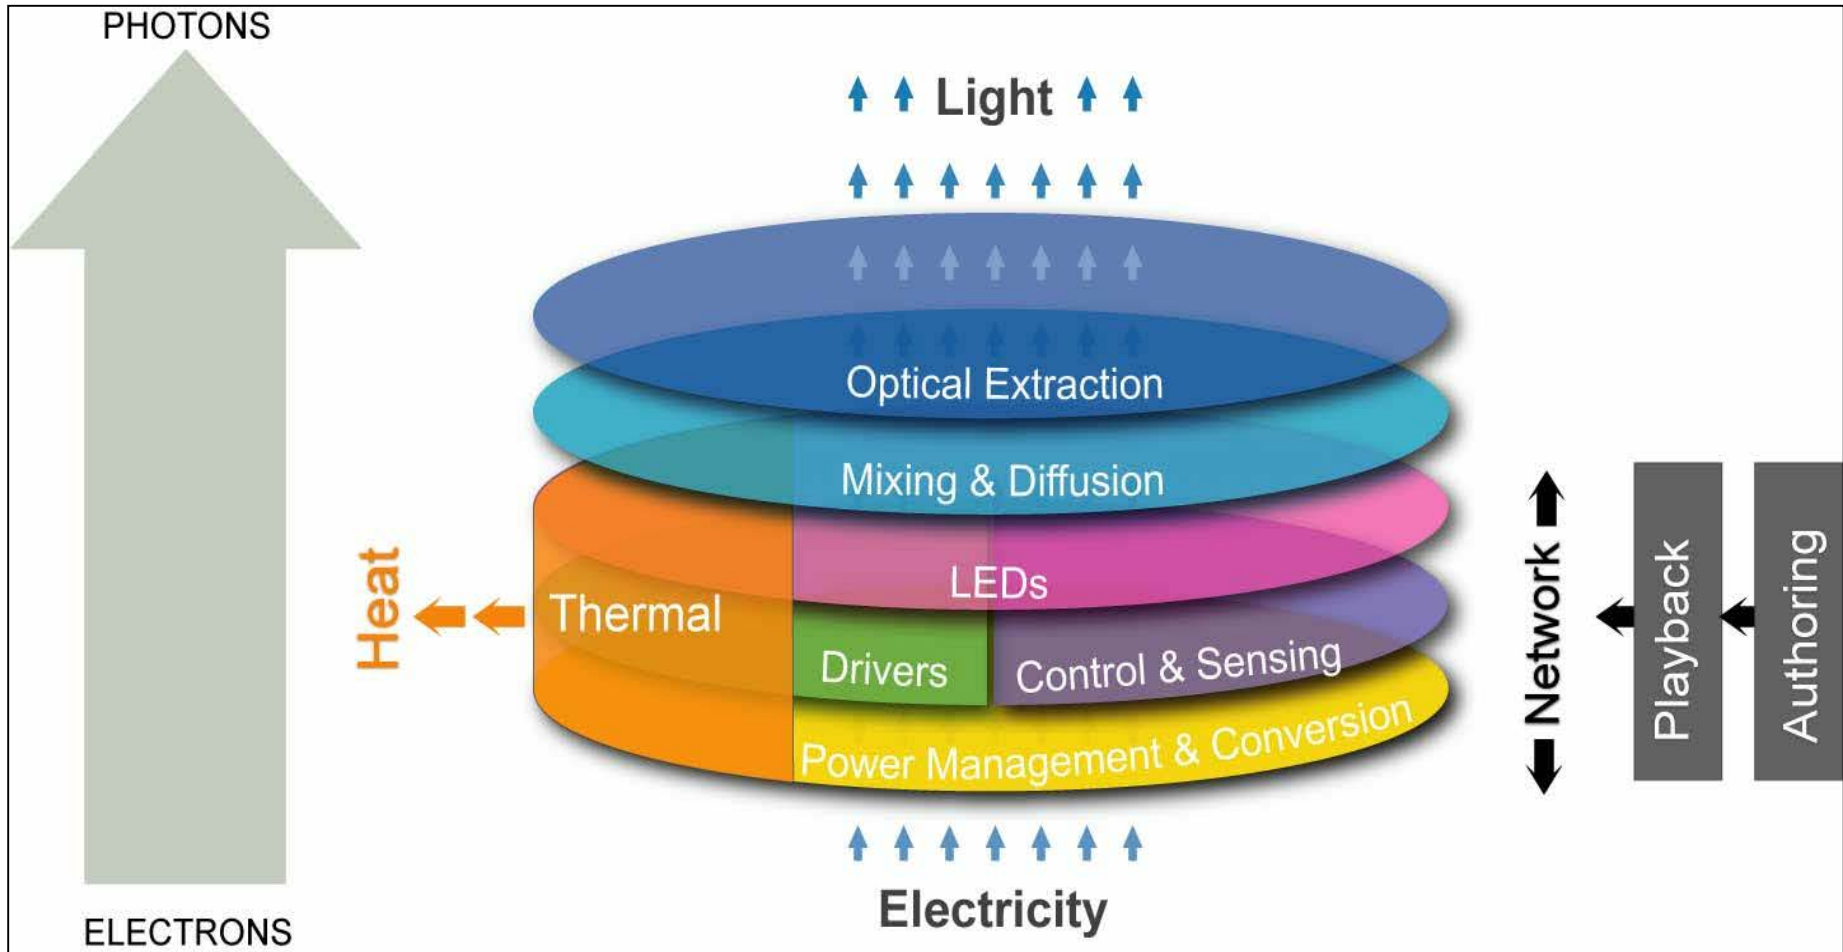 PHOTONS
Light
Optical Extraction
Mixing & Diffusion
LEDs
Thermal
Heat
Drivers
Control & Sensing
Power Management & Conversion
Network
Playback
Authoring
Electricity
ELECTRONS